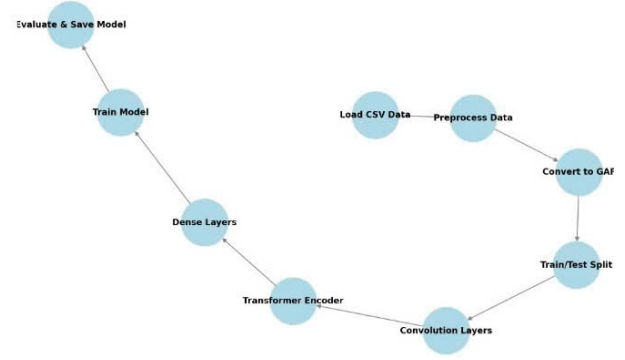 Evaluate & Save Model
Train Model
Load CSV Data
Preprocess Data
Convert to GAF
Dense Layers
Train/Test Split
Transformer Encoder
Convolution Layers